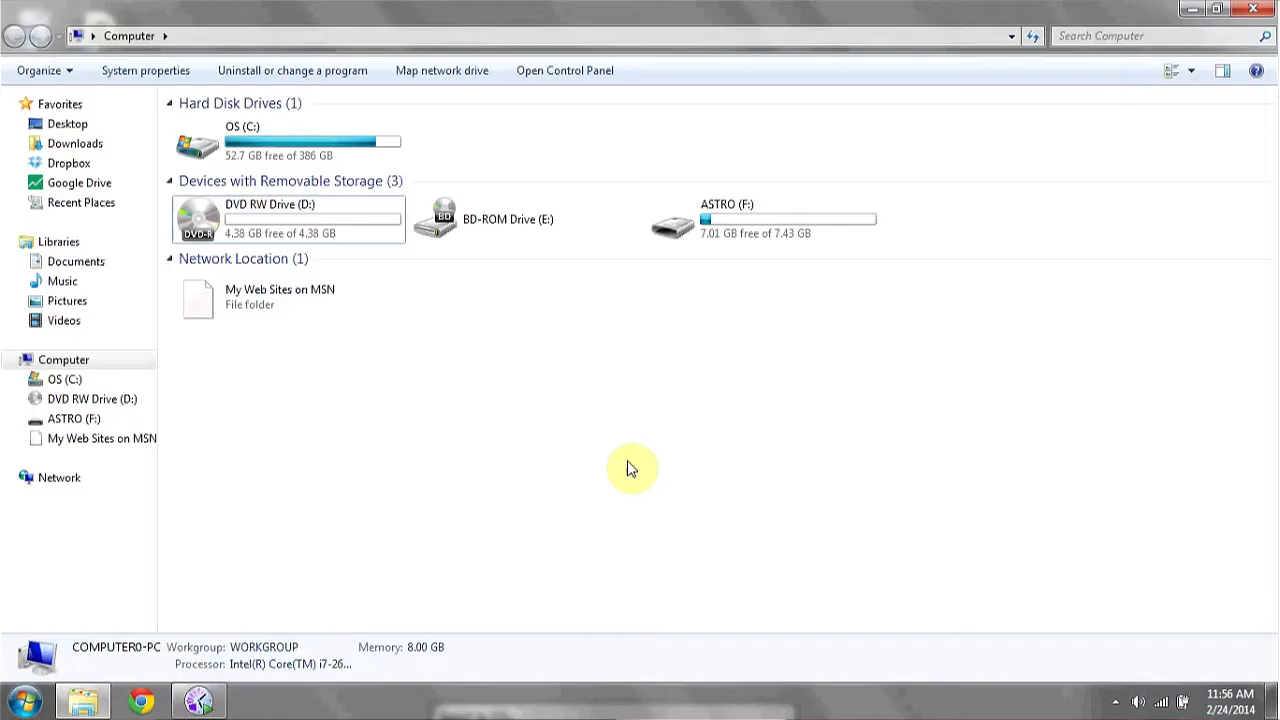 Computer
Search Computer
Organize
System properties
Uninstall or change a program
Map network drive
Open Control Panel
Favorites
Desktop
Downloads
Dropbox
Google Drive
Recent Places
Libraries
Documents
Music
Pictures
Videos
Computer
OS (C:)
DVD RW Drive (D:)
ASTRO (F:)
My Web Sites on MSN
Network
Hard Disk Drives (1)
OS (C:)
52.7 GB free of 386 GB
Devices with Removable Storage (3)
DVD-R
DVD RW Drive (D:)
4.38 GB free of 4.38 GB
BD
BD-ROM Drive (E:)
ASTRO (F:)
7.01 GB free of 7.43 GB
Network Location (1)
My Web Sites on MSN
File folder
COMPUTER0-PC Workgroup: WORKGROUP Memory: 8.00 GB
Processor: Intel(R) Core(TM) i7-26...
11:56 AM
2/24/2014